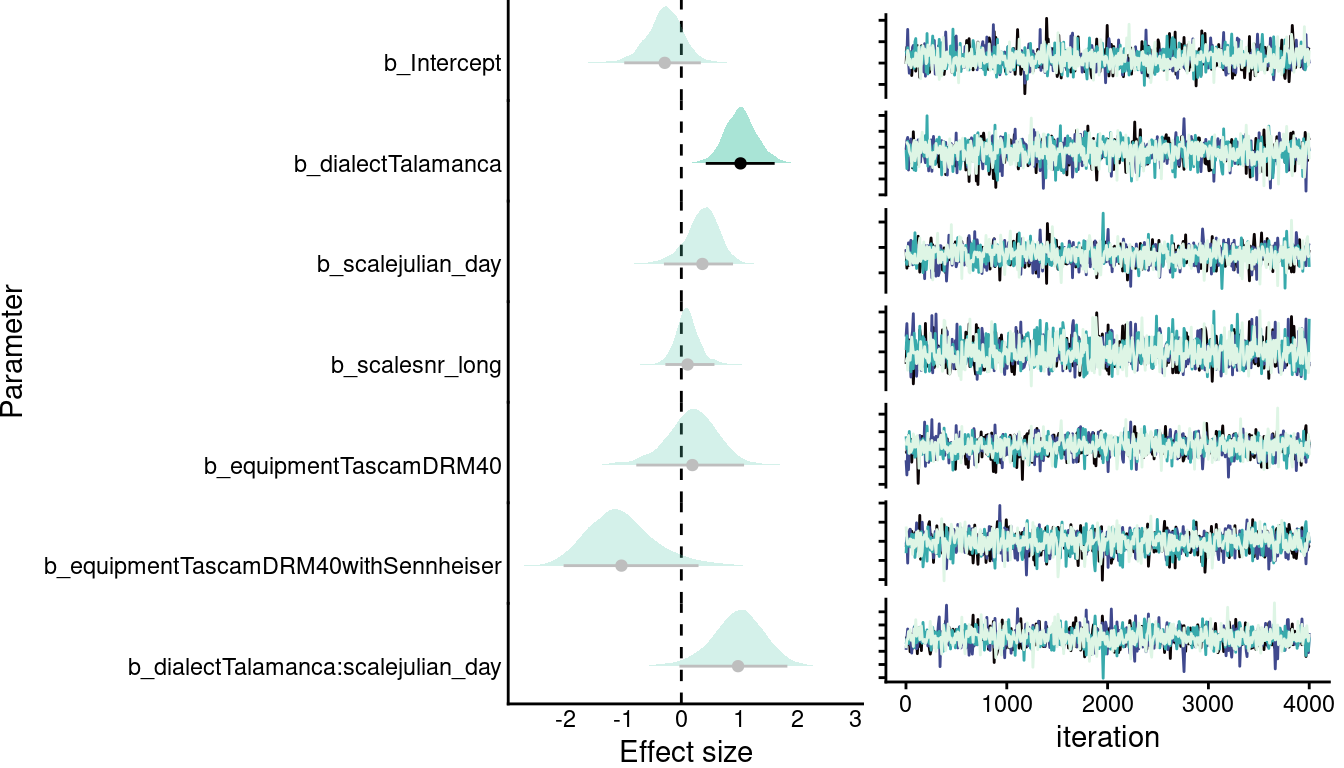 Parameter
b_Intercept
b_dialectTalamanca
b_scalejulian_day
b_scalesnr_long
b_equipmentTascamDRM40
b_equipmentTascamDRM40withSennheiser
b_dialectTalamanca:scalejulian_day
-2 -1 0 1 2 3
Effect size
0 1000 2000 3000 4000
iteration